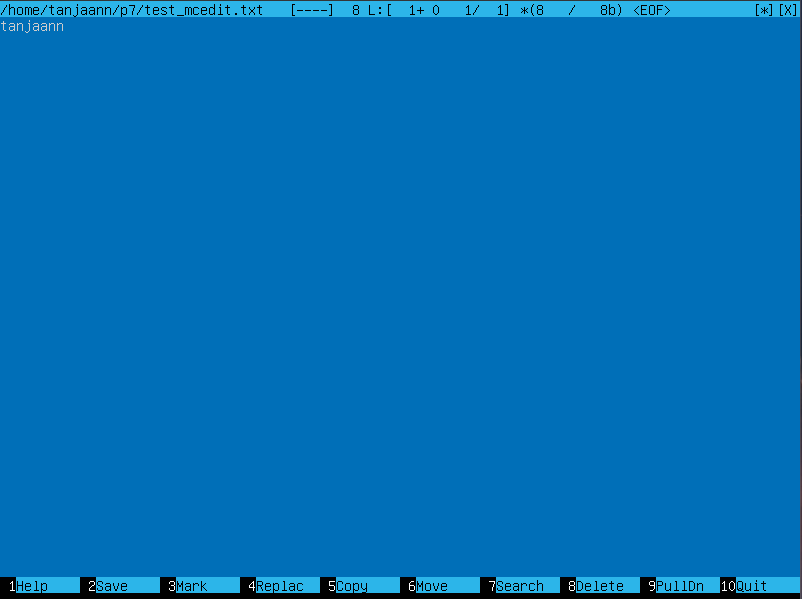 /home/tanjaann/p7/test_mcedit.txt   [----]  8 L:[  1+ 0   1/  1] *(8   /   8b) <EOF>          [*][X]
tanjaann
1Help     2Save     3Mark     4Replac   5Copy     6Move     7Search   8Delete   9PullDn  10Quit